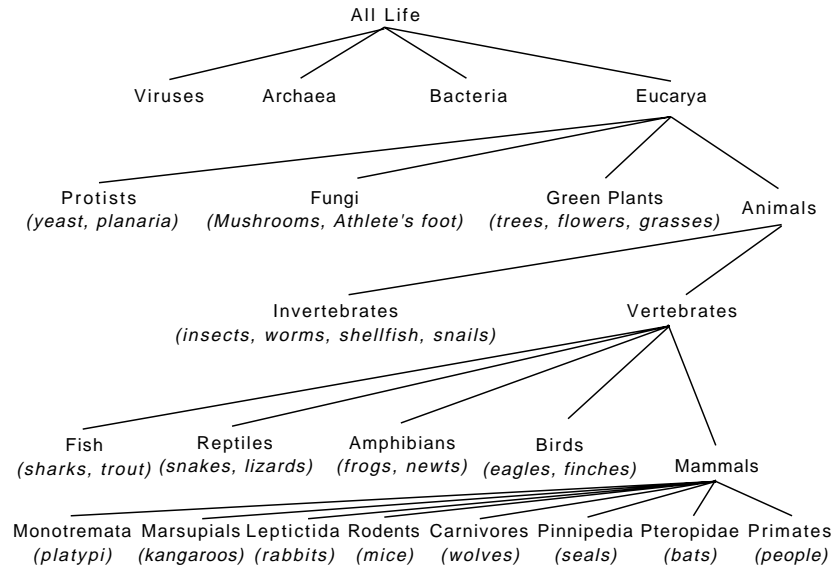 All Life
Viruses Archaea Bacteria Eucarya
Protists Fungi Green Plants Animals
(yeast, planaria) (Mushrooms, Athlete's foot) (trees, flowers, grasses)
Invertebrates Vertebrates
(insects, worms, shellfish, snails)
Fish Reptiles Amphibians Birds Mammals
(sharks, trout) (snakes, lizards) (frogs, newts) (eagles, finches)
Monotremata Marsupials Leptictida Rodents Carnivores Pinnipedia Pteropidae Primates
(platypi) (kangaroos) (rabbits) (mice) (wolves) (seals) (bats) (people)